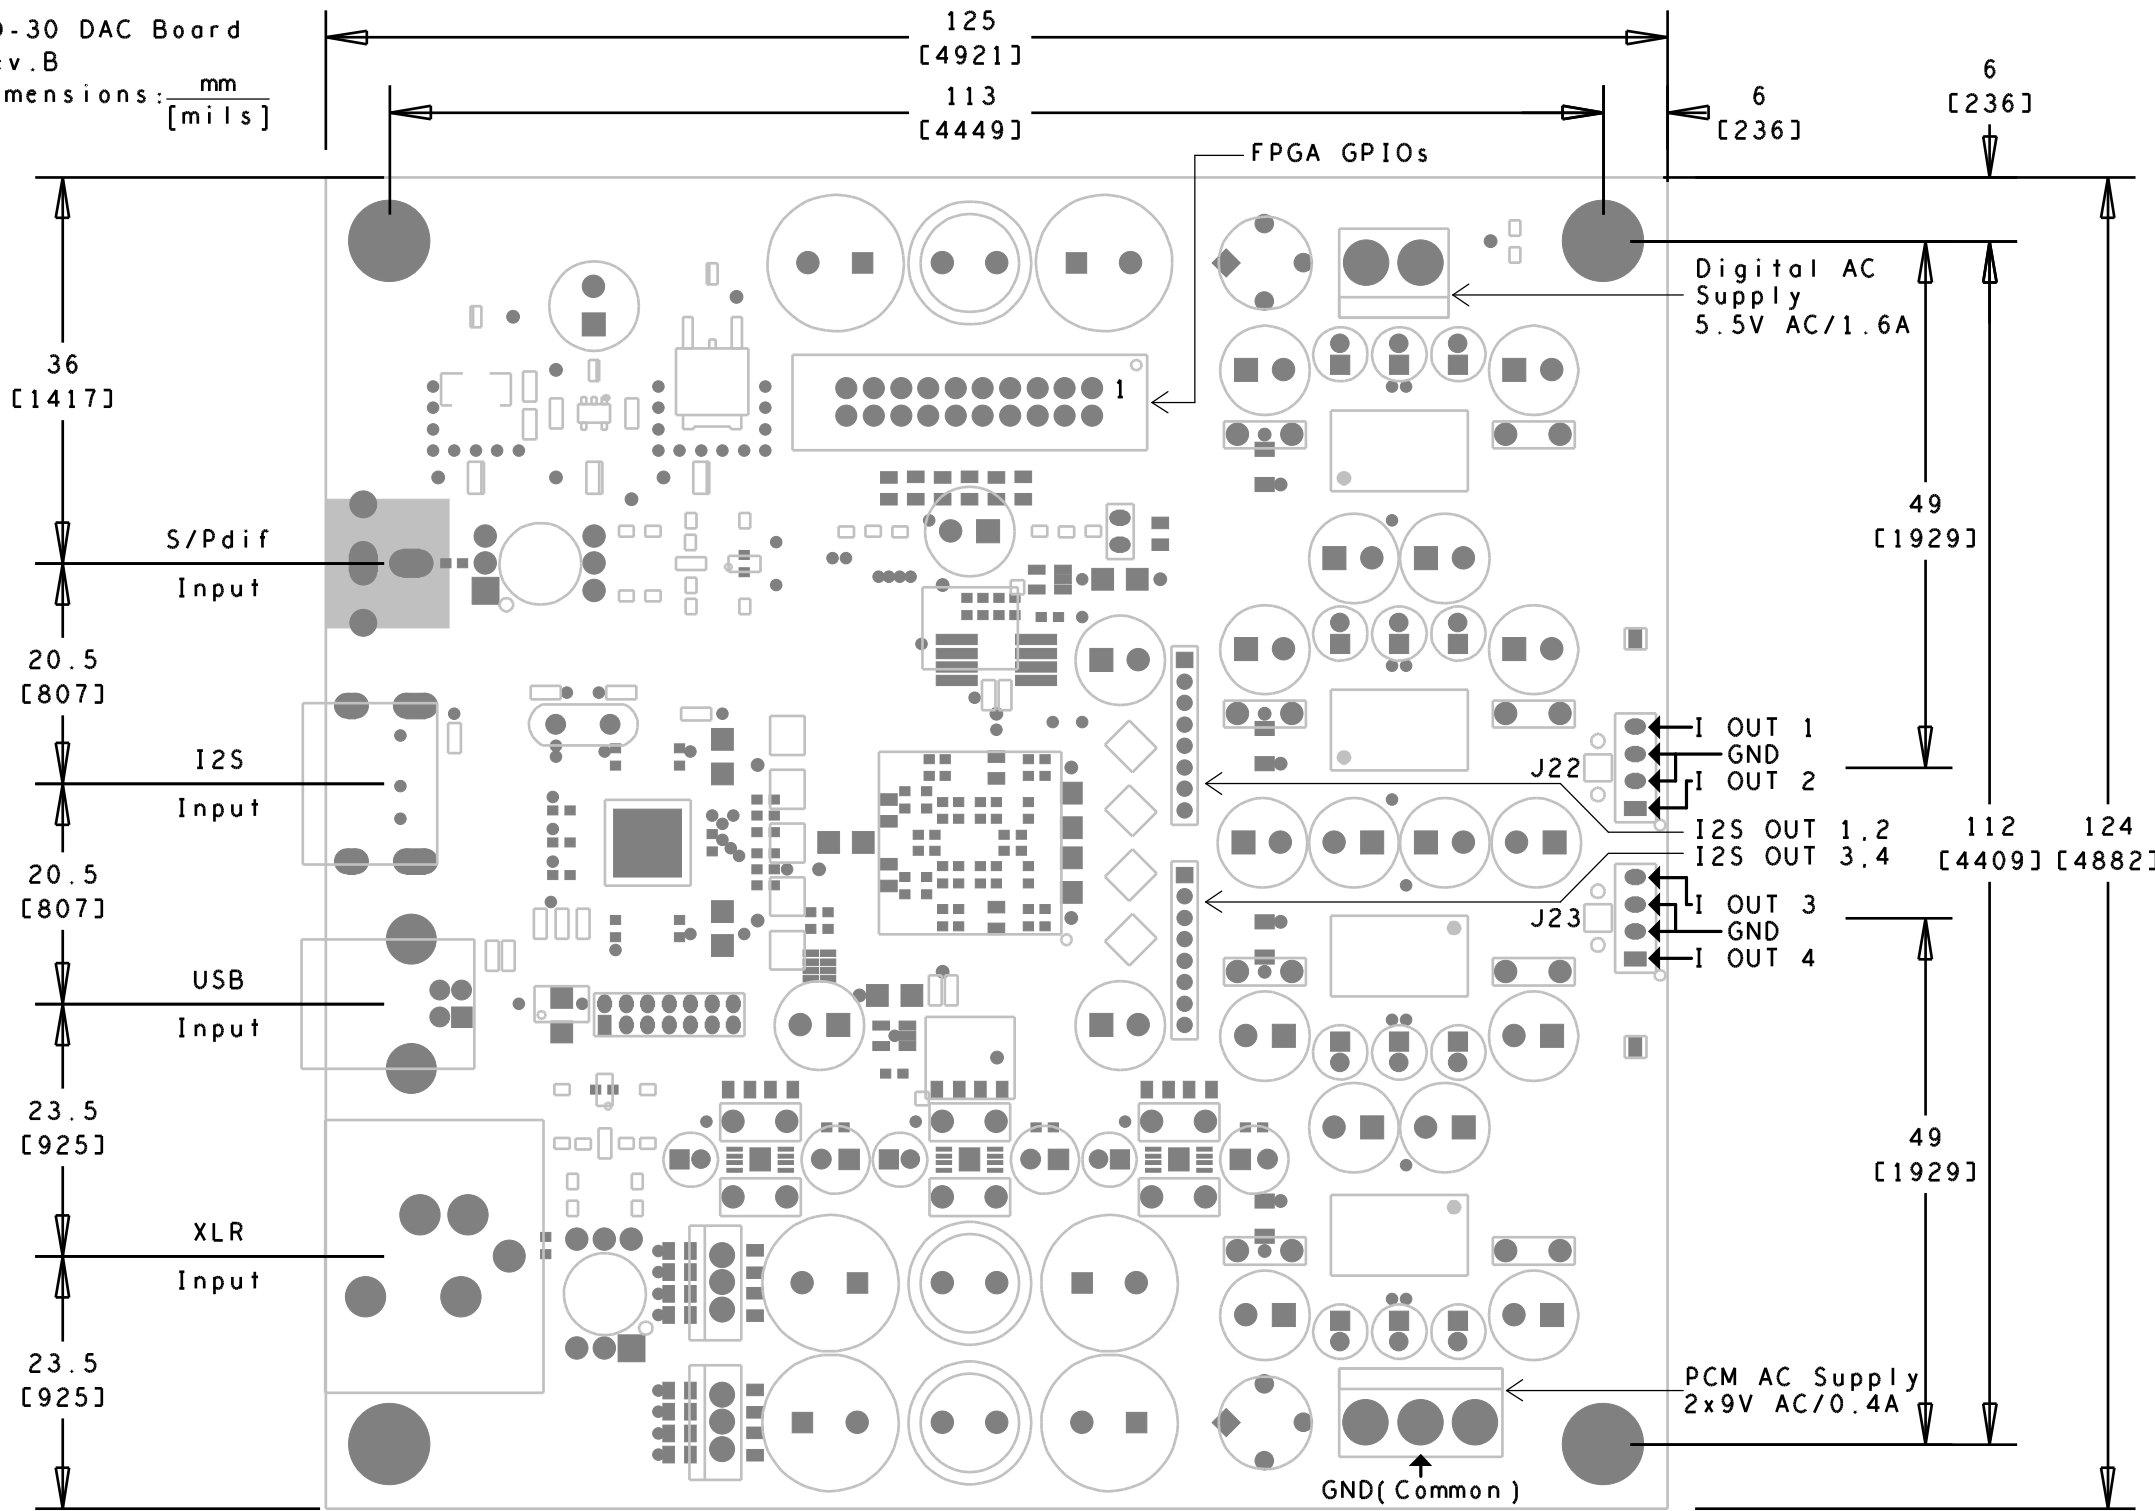 -30 DAC Board
v.B
mensions: mm
[mils]
125
[4921]
113
[4449]
6
[236]
6
[236]
FPGA GPIOs
Digital AC
Supply
5.5V AC/1.6A
36
[1417]
1
49
[1929]
S/Pdif
Input
20.5
[807]
I2S
Input
J22
I OUT 1
GND
I OUT 2
I2S OUT 1,2
I2S OUT 3,4
112
[4409]
124
[4882]
20.5
[807]
J23
I OUT 3
GND
I OUT 4
USB
Input
23.5
[925]
49
[1929]
XLR
Input
23.5
[925]
PCM AC Supply
2x9V AC/0.4A
GND(Common)